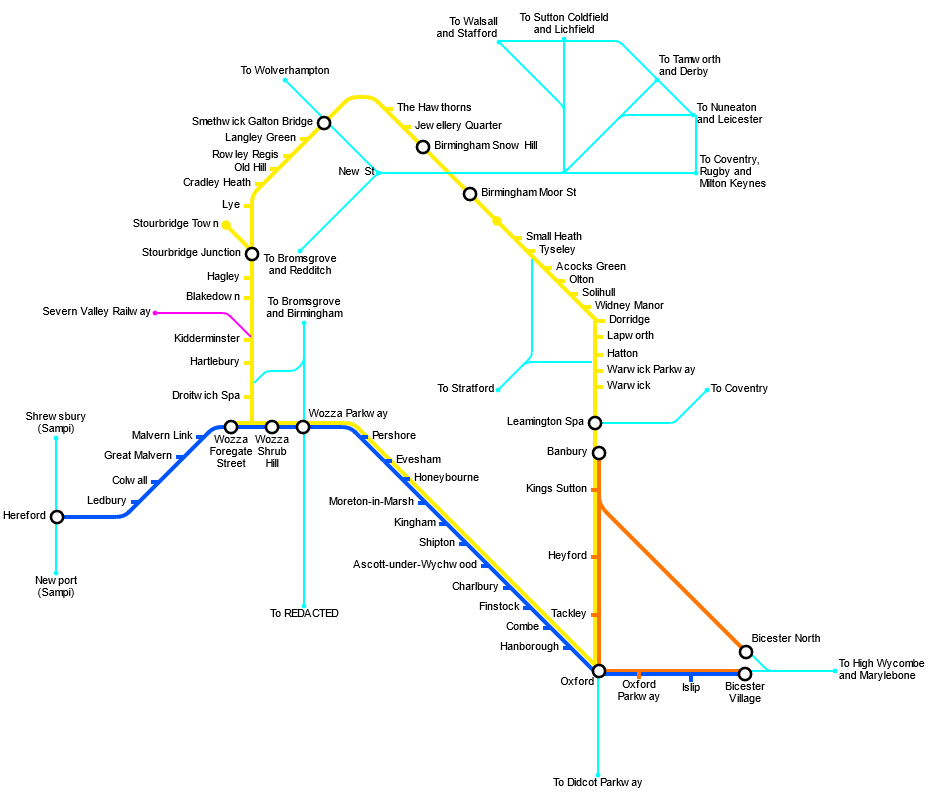 To Walsall
and Stafford
To Sutton Coldfield
and Lichfield
To Tamworth
and Derby
To Wolverhampton
The Hawthorns
To Nuneaton
and Leicester
Smethwick Galton Bridge
Jewellery Quarter
Langley Green
Birmingham Snow Hill
Rowley Regis
Old Hill
New St
To Coventry,
Rugby and
Milton Keynes
Cradley Heath
Birmingham Moor St
Lye
Stourbridge Town
Small Heath
Tyseley
Stourbridge Junction
To Bromsgrove
and Redditch
Acocks Green
Olton
Hagley
Solihull
Blakedown
To Bromsgrove
and Birmingham
Widney Manor
Severn Valley Railway
Dorridge
Kidderminster
Lapworth
Hatton
Hartlebury
Warwick Parkway
Warwick
To Stratford
To Coventry
Droitwich Spa
Shrewsbury
(Sampi)
Wozza Parkway
Leamington Spa
Malvern Link
Wozza
Foregate
Street
Wozza
Shrub
Hill
Pershore
Great Malvern
Banbury
Evesham
Colwall
Honeybourne
Kings Sutton
Ledbury
Moreton-in-Marsh
Hereford
Kingham
Shipton
Heyford
Ascott-under-Wychwood
Newport
(Sampi)
Charlbury
Finstock
To REDACTED
Tackley
Combe
Bicester North
Hanborough
To High Wycombe
and Marylebone
Oxford
Oxford
Parkway
Islip
Bicester
Village
To Didcot Parkway